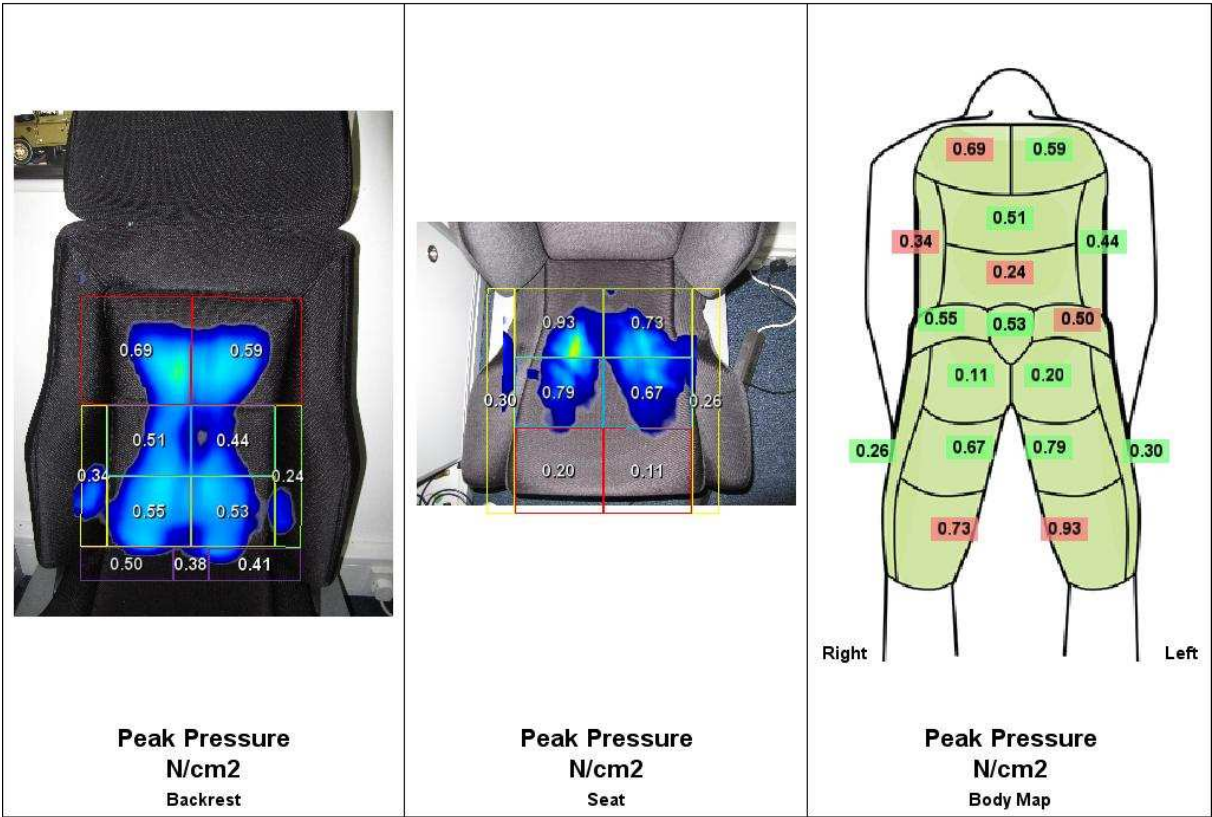 0.69 0.59
0.51 0.44
0.34 0.24
0.55 0.53
0.50 0.38 0.41
Peak Pressure
N/cm2
Backrest
0.93 0.73
0.79 0.67
0.30 0.26
0.20 0.11
Peak Pressure
N/cm2
Seat
0.69 0.59
0.51
0.34 0.44
0.24
0.55 0.53 0.50
0.11 0.20
0.26 0.67 0.79 0.30
0.73 0.93
Right Left
Peak Pressure
N/cm2
Body Map